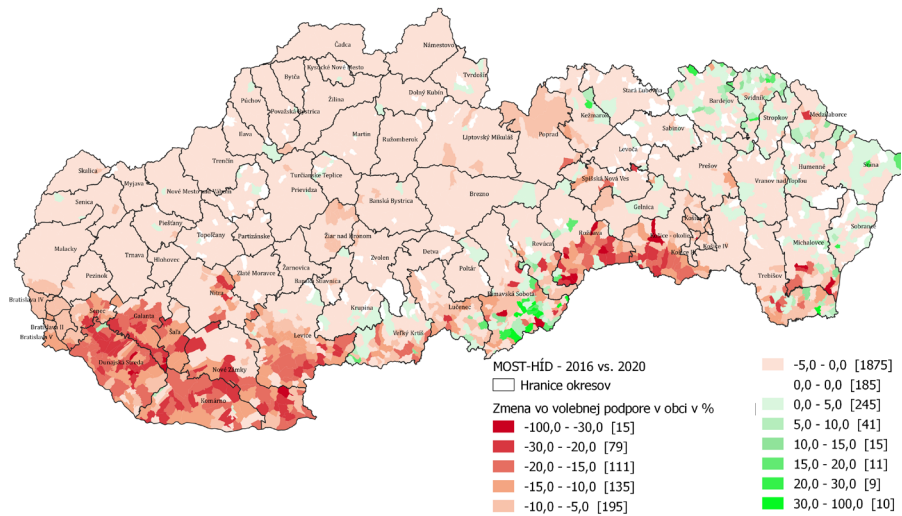 Čadca
Námestovo
Kysucké Nové Mesto
Tvrdošín
Bytča
Dolný Kubín
Stará Ľubovňa
Svidník
Bardejov
Púchov
Považská Bystrica
Žilina
Kežmarok
Stropkov
Medzilaborce
Ilava
Martin
Ružomberok
Liptovský Mikuláš
Poprad
Sabinov
Levoča
Trenčín
Prešov
Humenné
Snina
Skalica
Myjava
Nové Mesto nad Váhom
Turčianske Teplice
Prievidza
Spišská Nová Ves
Vranov nad Topľou
Senica
Banská Bystrica
Brezno
Gelnica
Piešťany
Topoľčany
Partizánske
Žiar nad Hronom
Rožňava
Košice - okolie
Sobrance
Malacky
Detva
Revúca
Košice IV
Michalovce
Trnava
Hlohovec
Zvolen
Poltár
Pezinok
Zlaté Moravce
Žarnovica
Banská Štiavnica
Trebišov
Nitra
Rimavská Sobota
Bratislava IV
Senec
Galanta
Krupina
Lučenec
Bratislava II
Šaľa
Levice
Veľký Krtíš
Bratislava V
Dunajská Streda
Nové Zámky
Komárno
MOST-HÍD - 2016 vs. 2020
Hranice okresov
Zmena vo volebnej podpore v obci v %
-100,0 - -30,0 [15]
-30,0 - -20,0 [79]
-20,0 - -15,0 [111]
-15,0 - -10,0 [135]
-10,0 - -5,0 [195]
-5,0 - 0,0 [1875]
0,0 - 0,0 [185]
0,0 - 5,0 [245]
5,0 - 10,0 [41]
10,0 - 15,0 [15]
15,0 - 20,0 [11]
20,0 - 30,0 [9]
30,0 - 100,0 [10]